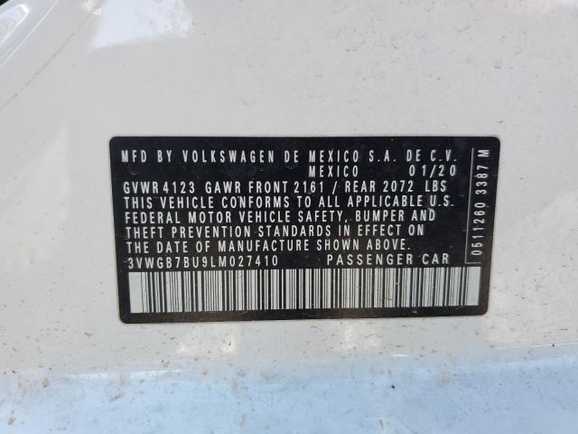 MFD BY VOLKSWAGEN DE MEXICO S.A. DE C.V.
MEXICO 01/20
GVWR 4123 GAWR FRONT 2161 / REAR 2072 LBS
THIS VEHICLE CONFORMS TO ALL APPLICABLE U.S.
FEDERAL MOTOR VEHICLE SAFETY, BUMPER AND
THEFT PREVENTION STANDARDS IN EFFECT ON
THE DATE OF MANUFACTURE SHOWN ABOVE.
3VWGB7BU9LM027410 PASSENGER CAR
0511260 3387 M